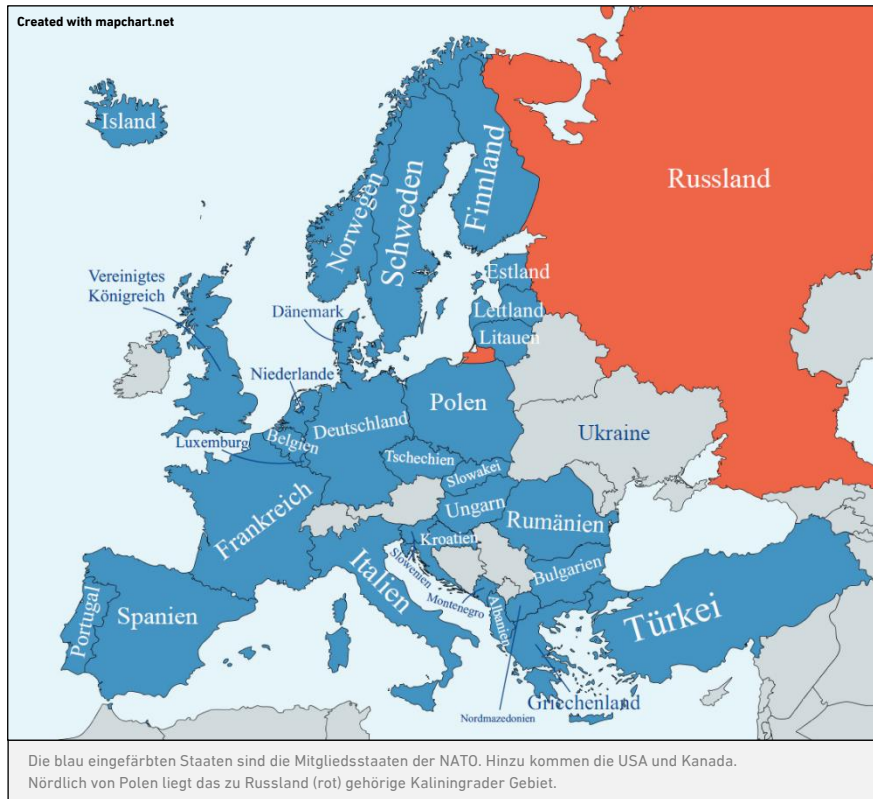 Created with mapchart.net
Island
Norwegen
Schweden
Finnland
Russland
Estland
Lettland
Litauen
Vereinigtes
Königreich
Dänemark
Niederlande
Belgien
Luxemburg
Deutschland
Polen
Ukraine
Tschechien
Slowakei
Ungarn
Rumänien
Frankreich
Kroatien
Slowenien
Italien
Montenegro
Albanien
Bulgarien
Portugal
Spanien
Türkei
Griechenland
Nordmazedonien
Die blau eingefärbten Staaten sind die Mitgliedsstaaten der NATO. Hinzu kommen die USA und Kanada.
Nördlich von Polen liegt das zu Russland (rot) gehörige Kaliningrader Gebiet.